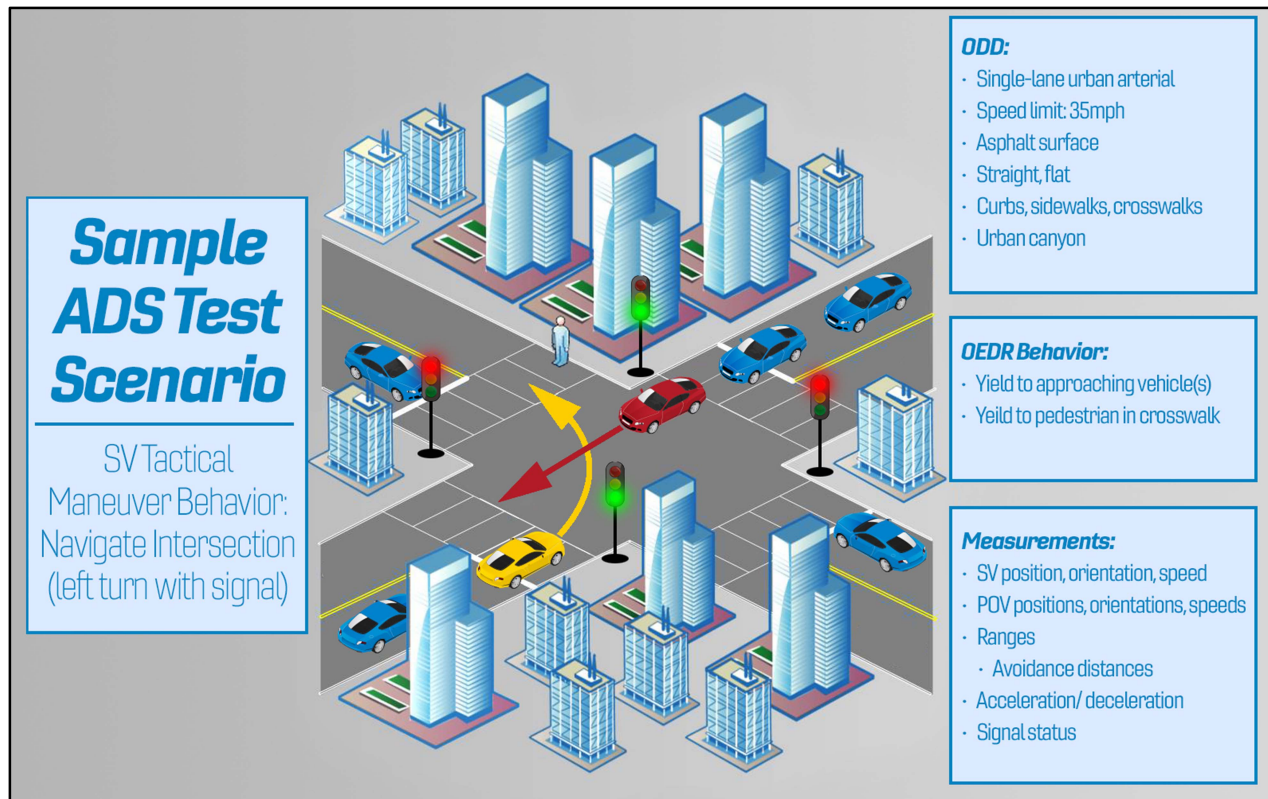 Sample
ADS Test
Scenario
SV Tactical
Maneuver Behavior:
Navigate Intersection
(left turn with signal)
ODD:
· Single-lane urban arterial
· Speed limit: 35mph
· Asphalt surface
· Straight, flat
· Curbs, sidewalks, crosswalks
· Urban canyon
OEDR Behavior:
· Yield to approaching vehicle(s)
· Yeild to pedestrian in crosswalk
Measurements:
· SV position, orientation, speed
· POV positions, orientations, speeds
· Ranges
· Avoidance distances
· Acceleration/ deceleration
· Signal status